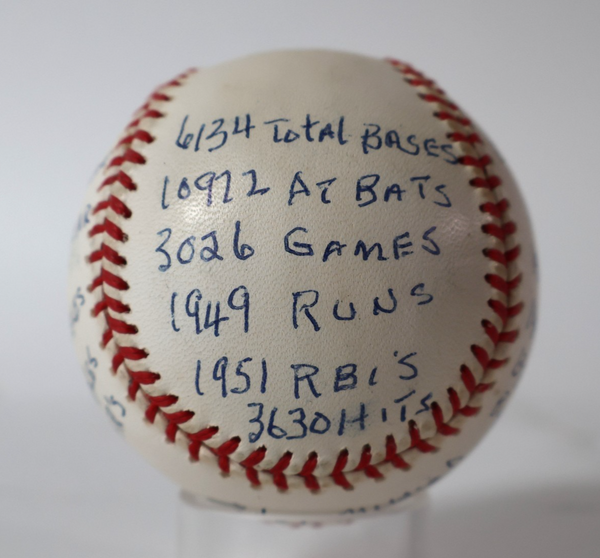 6134 Total BASES
10972 AT BATS
3026 GAMES
1949 RUNS
1951 RBI'S
3630 HITS